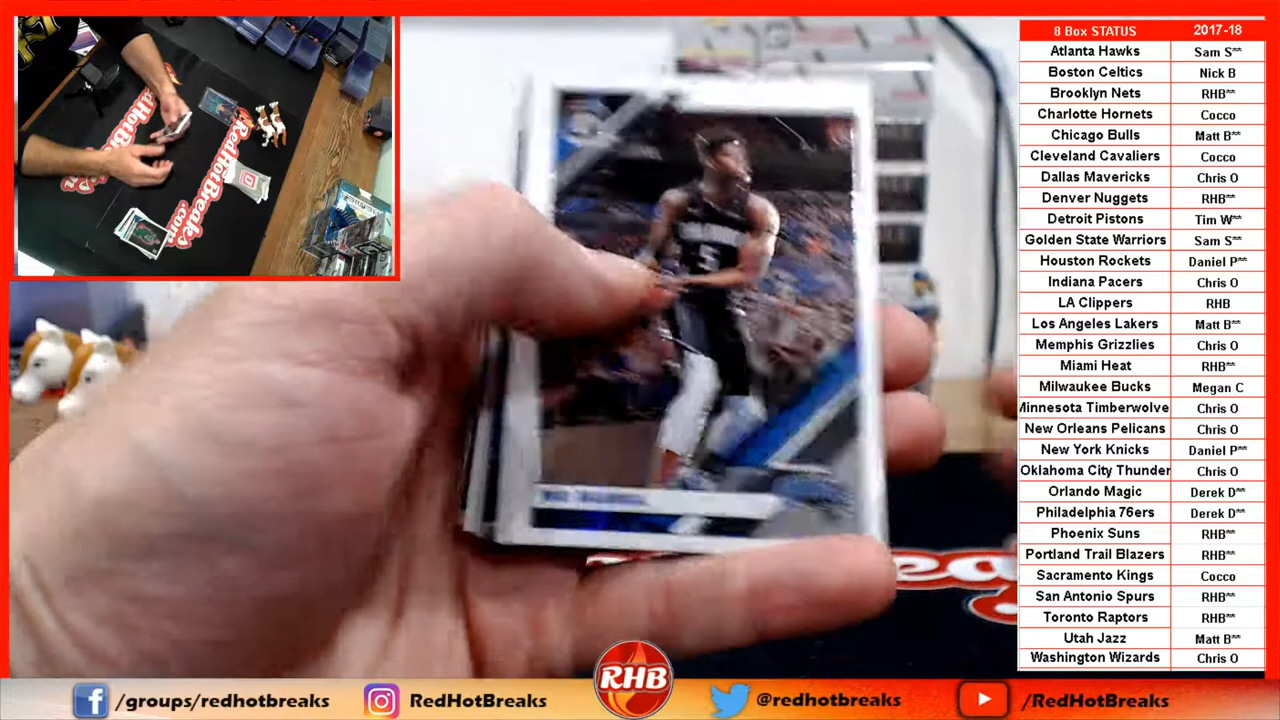 8 Box STATUS 2017-18
Atlanta Hawks Sam S**
Boston Celtics Nick B
Brooklyn Nets RHB**
Charlotte Hornets Cocco
Chicago Bulls Matt B**
Cleveland Cavaliers Cocco
Dallas Mavericks Chris O
Denver Nuggets RHB**
Detroit Pistons Tim W**
Golden State Warriors Sam S**
Houston Rockets Daniel P**
Indiana Pacers Chris O
LA Clippers RHB
Los Angeles Lakers Matt B**
Memphis Grizzlies Chris O
Miami Heat RHB**
Milwaukee Bucks Megan C
Minnesota Timberwolve Chris O
New Orleans Pelicans Chris O
New York Knicks Daniel P**
Oklahoma City Thunder Chris O
Orlando Magic Derek D**
Philadelphia 76ers Derek D**
Phoenix Suns RHB**
Portland Trail Blazers RHB**
Sacramento Kings Cocco
San Antonio Spurs RHB**
Toronto Raptors RHB**
Utah Jazz Matt B**
Washington Wizards Chris O
RedHotBreaks
RedHotBreaks
.com
5
RHB
/groups/redhotbreaks
RedHotBreaks
@redhotbreaks
/RedHotBreaks